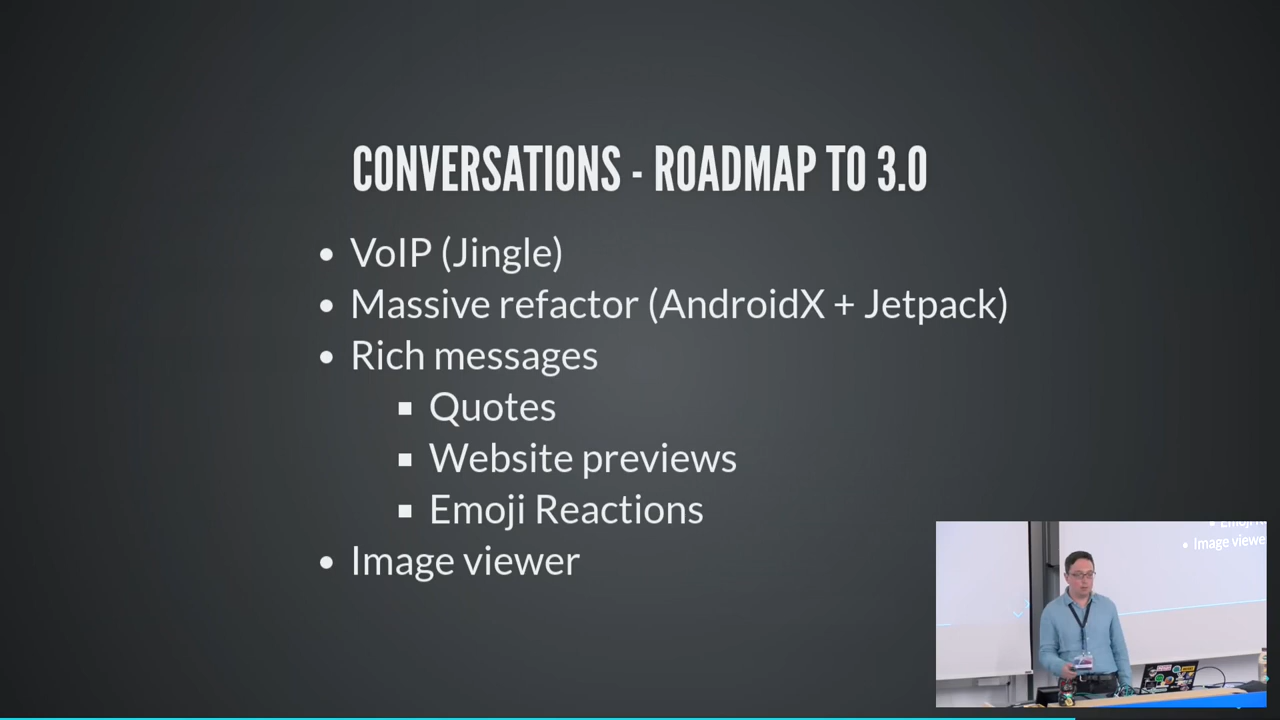 CONVERSATIONS - ROADMAP TO 3.0
VoIP (Jingle)
Massive refactor (AndroidX + Jetpack)
Rich messages
Quotes
Website previews
Emoji Reactions
Image viewer
• Image viewe